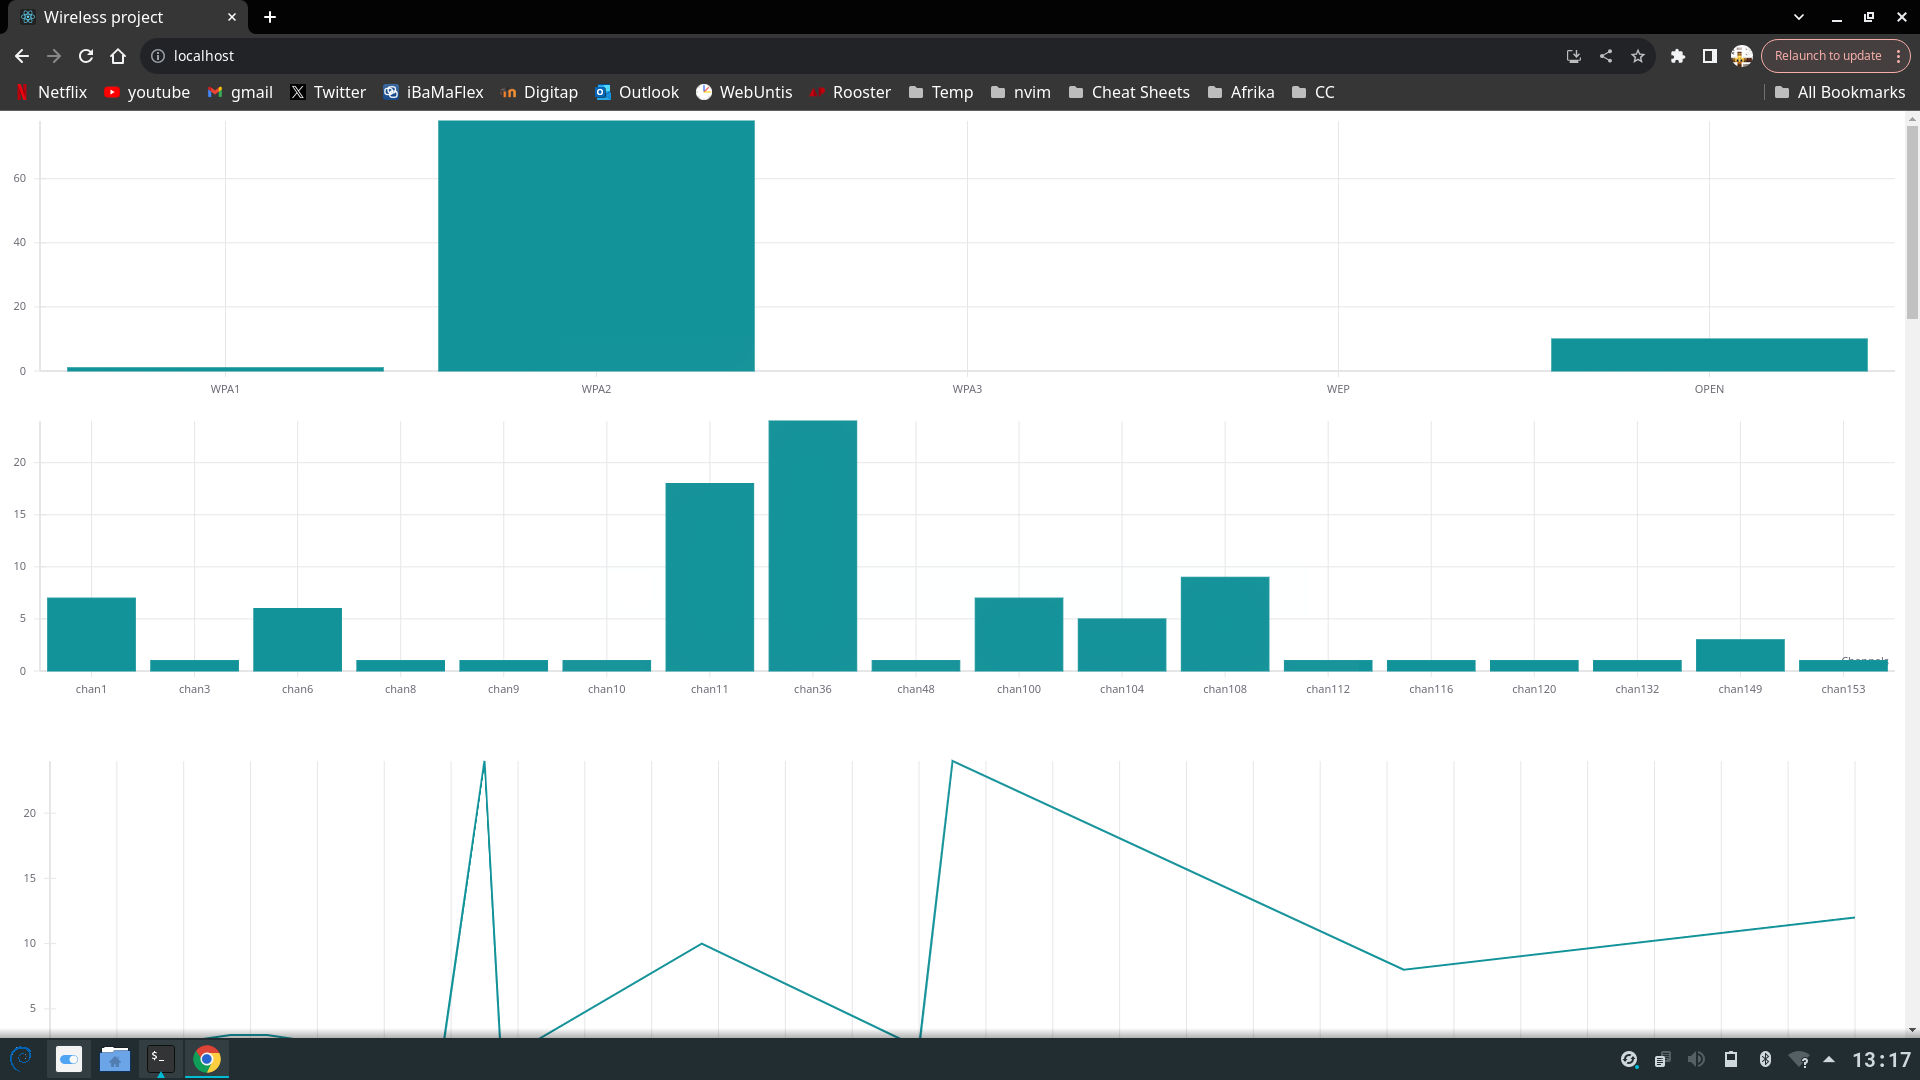 Wireless project
localhost
Relaunch to update
Netflix youtube gmail Twitter iBaMaFlex Digitap Outlook WebUntis Rooster Temp nvim Cheat Sheets Afrika CC All Bookmarks
60
40
20
0
WPA1 WPA2 WPA3 WEP OPEN
20
15
10
5
0
Channels
chan1 chan3 chan6 chan8 chan9 chan10 chan11 chan36 chan48 chan100 chan104 chan108 chan112 chan116 chan120 chan132 chan149 chan153
20
15
10
5
$_
13:17